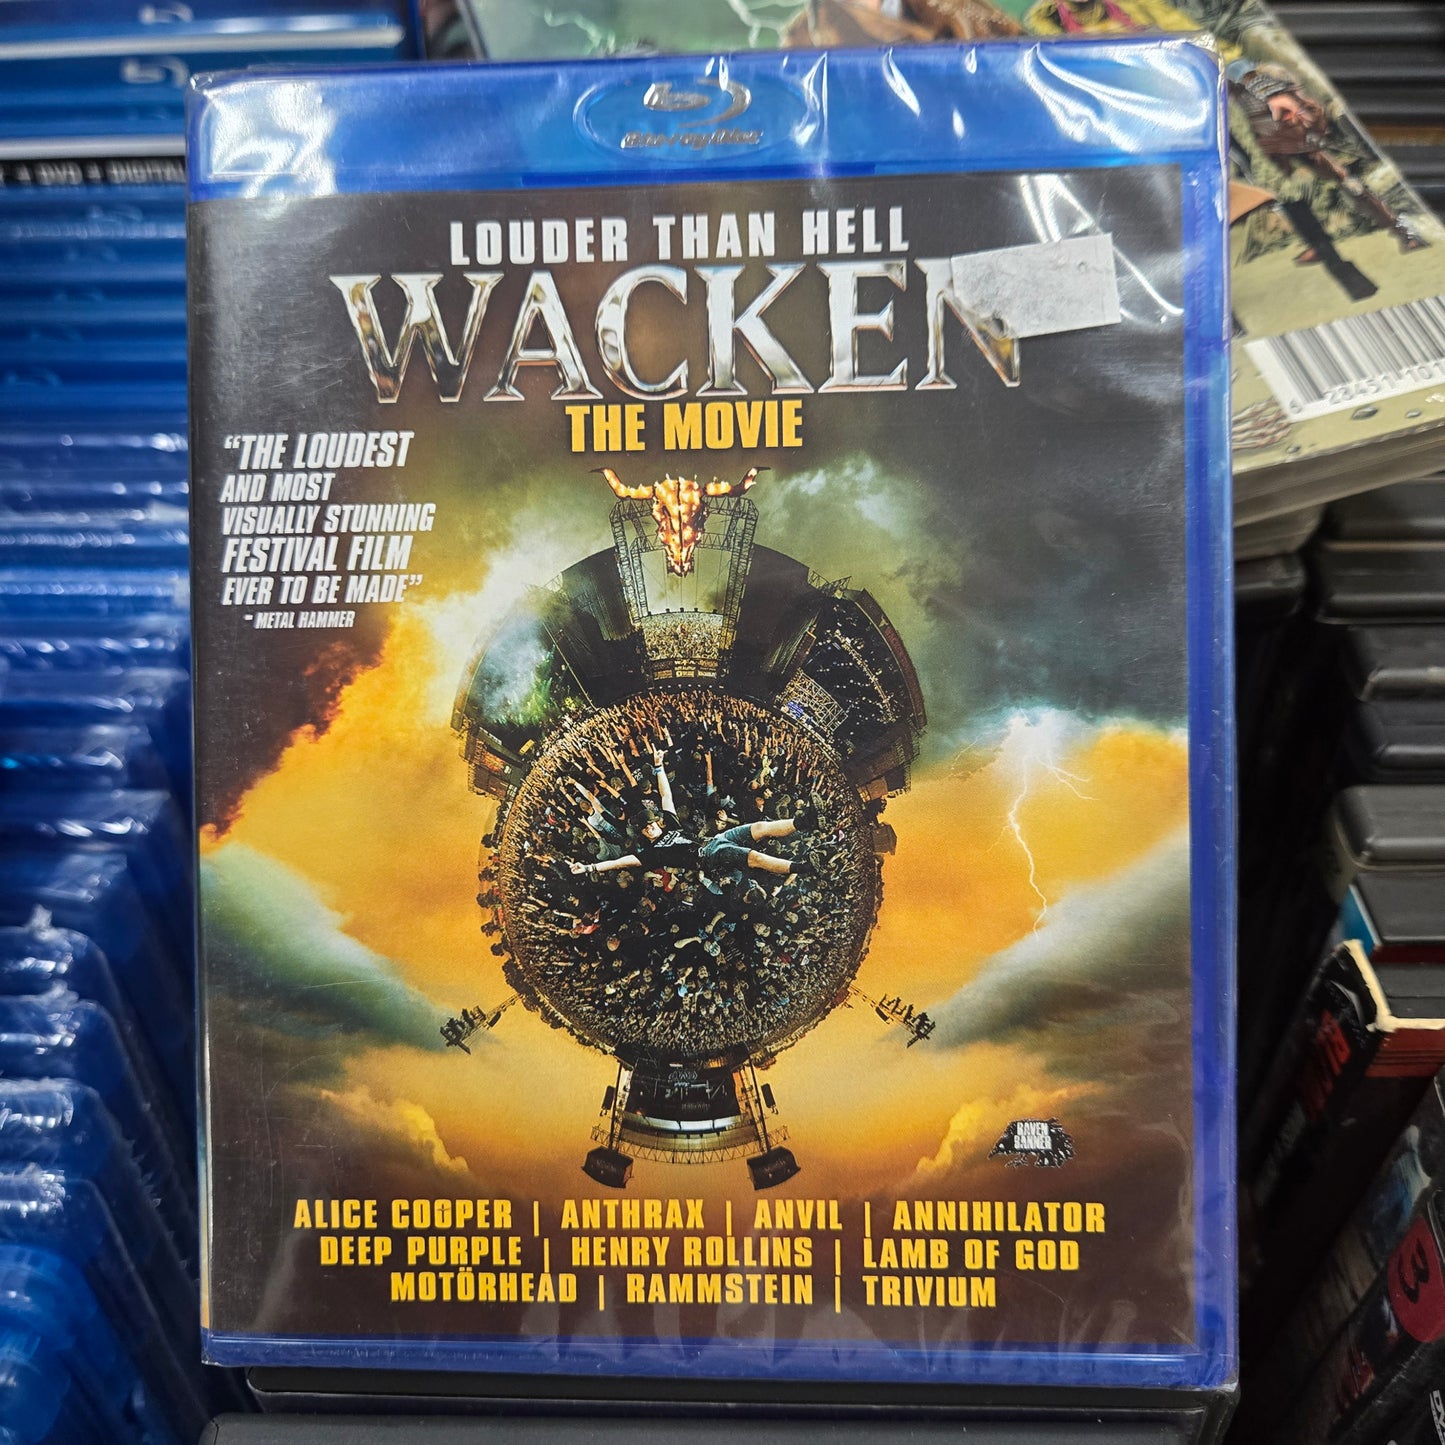 Blu-ray Disc
+ DVD + DIGITAL
LOUDER THAN HELL
WACKEN
THE MOVIE
“THE LOUDEST
AND MOST
VISUALLY STUNNING
FESTIVAL FILM
EVER TO BE MADE”
- METAL HAMMER
RAVEN
BANNER
ALICE COOPER | ANTHRAX | ANVIL | ANNIHILATOR
DEEP PURPLE | HENRY ROLLINS | LAMB OF GOD
MOTÖRHEAD | RAMMSTEIN | TRIVIUM